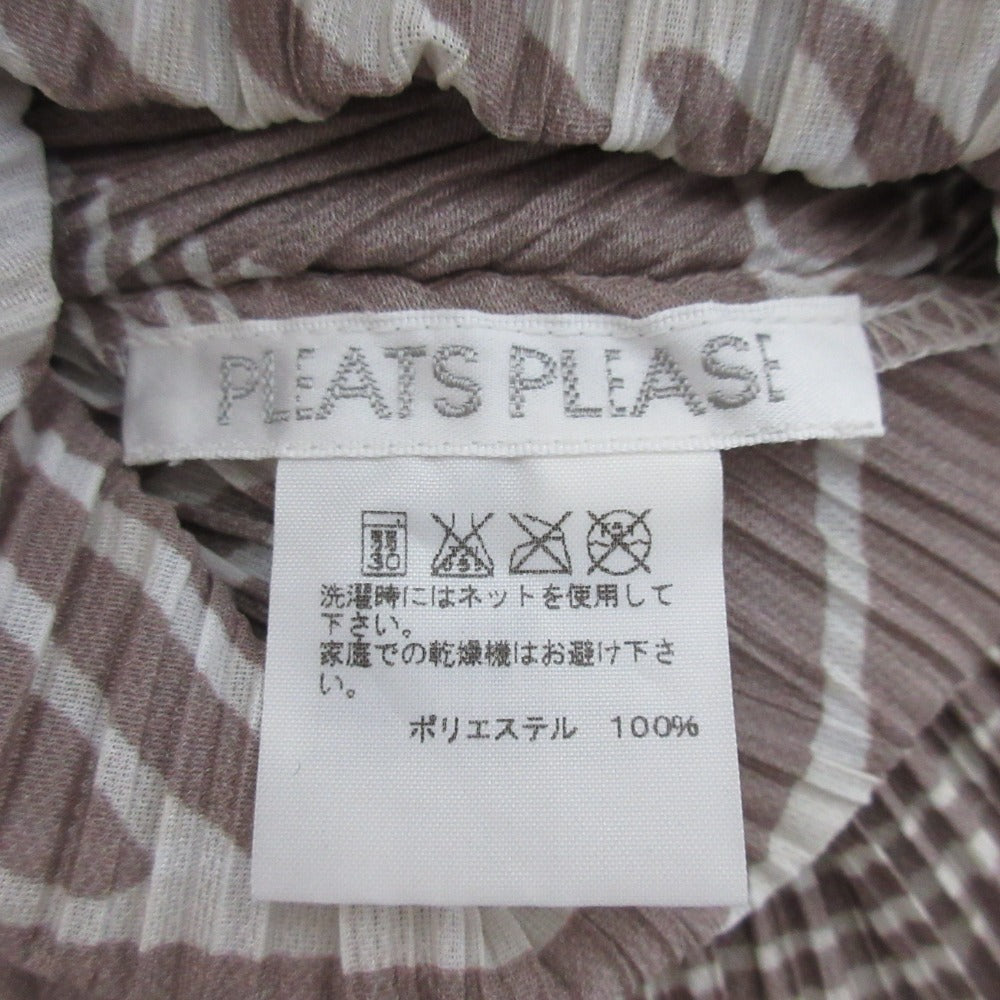 PLEATS PLEASE
弱 30
洗濯時にはネットを使用して
下さい。
家庭での乾燥機はお避け下さ
い。
ポリエステル 100%